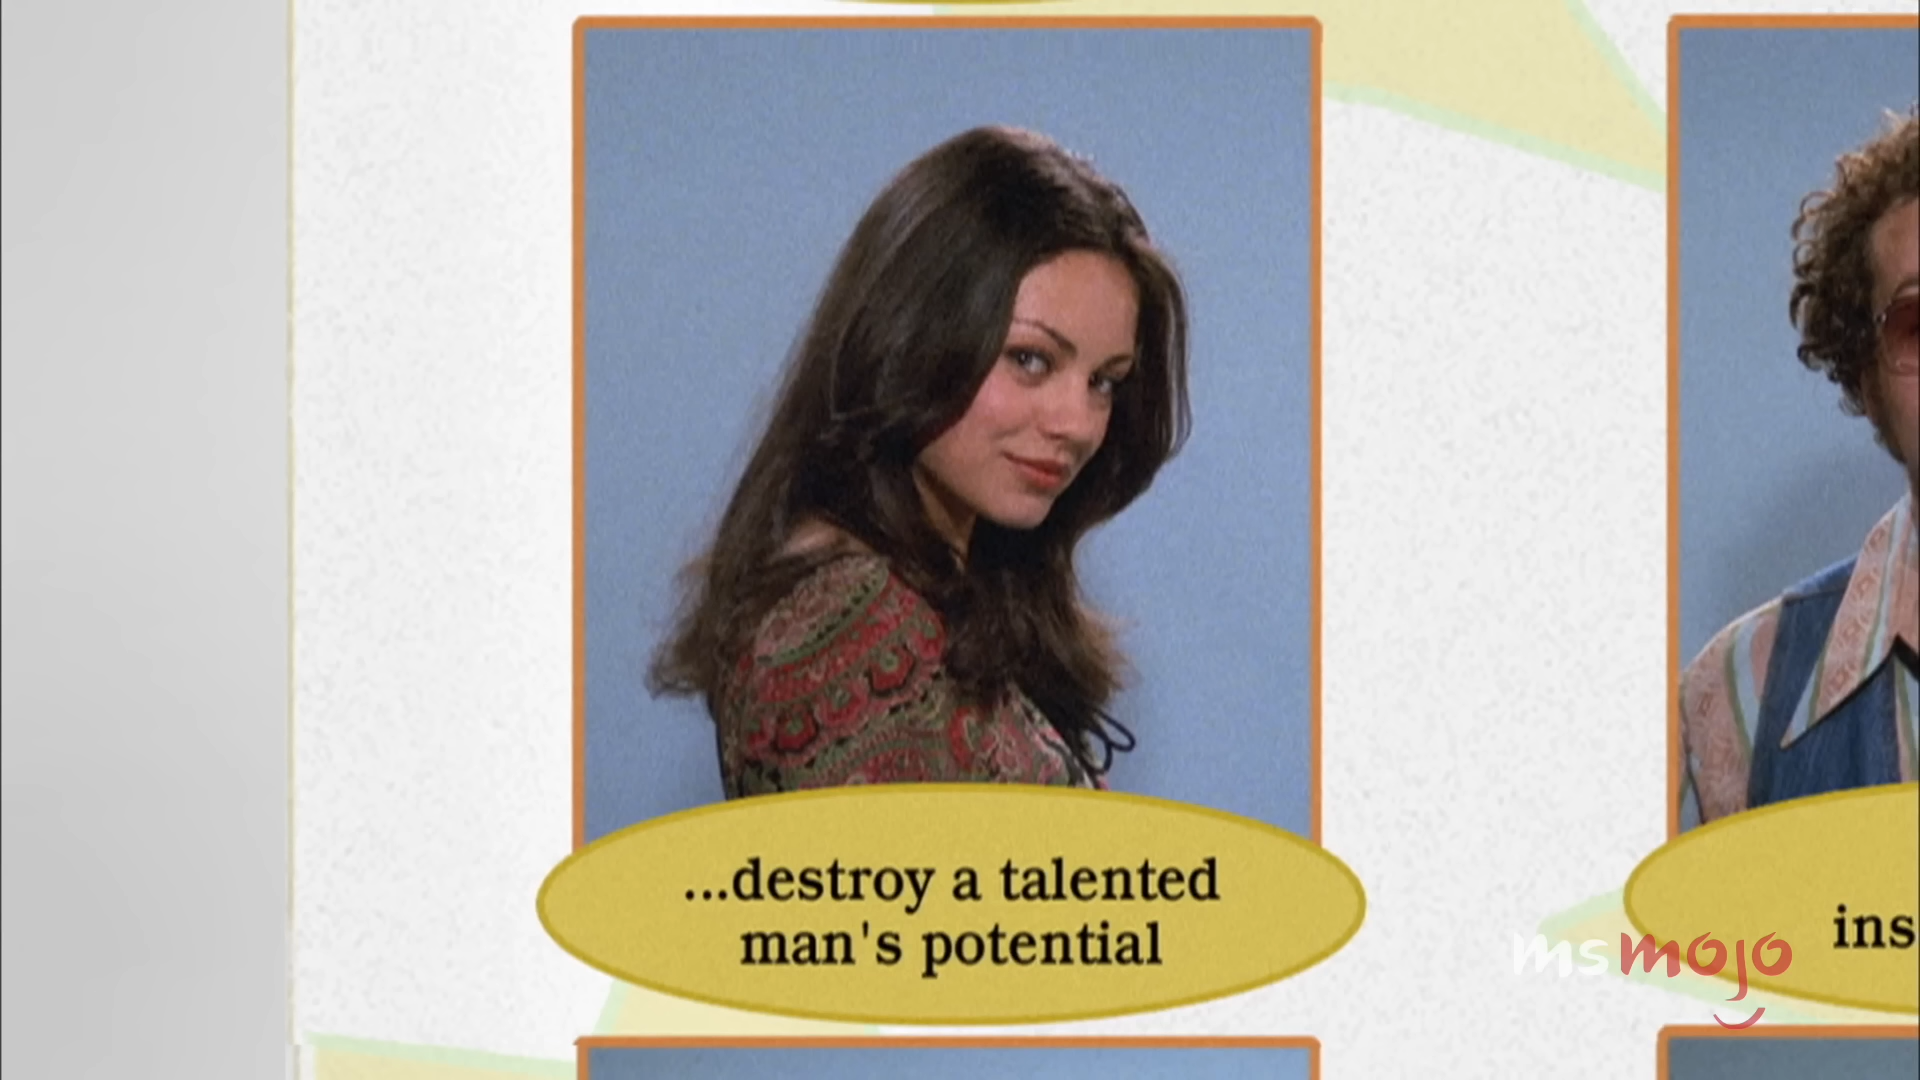 ...destroy a talented
man's potential
ins
msmojo